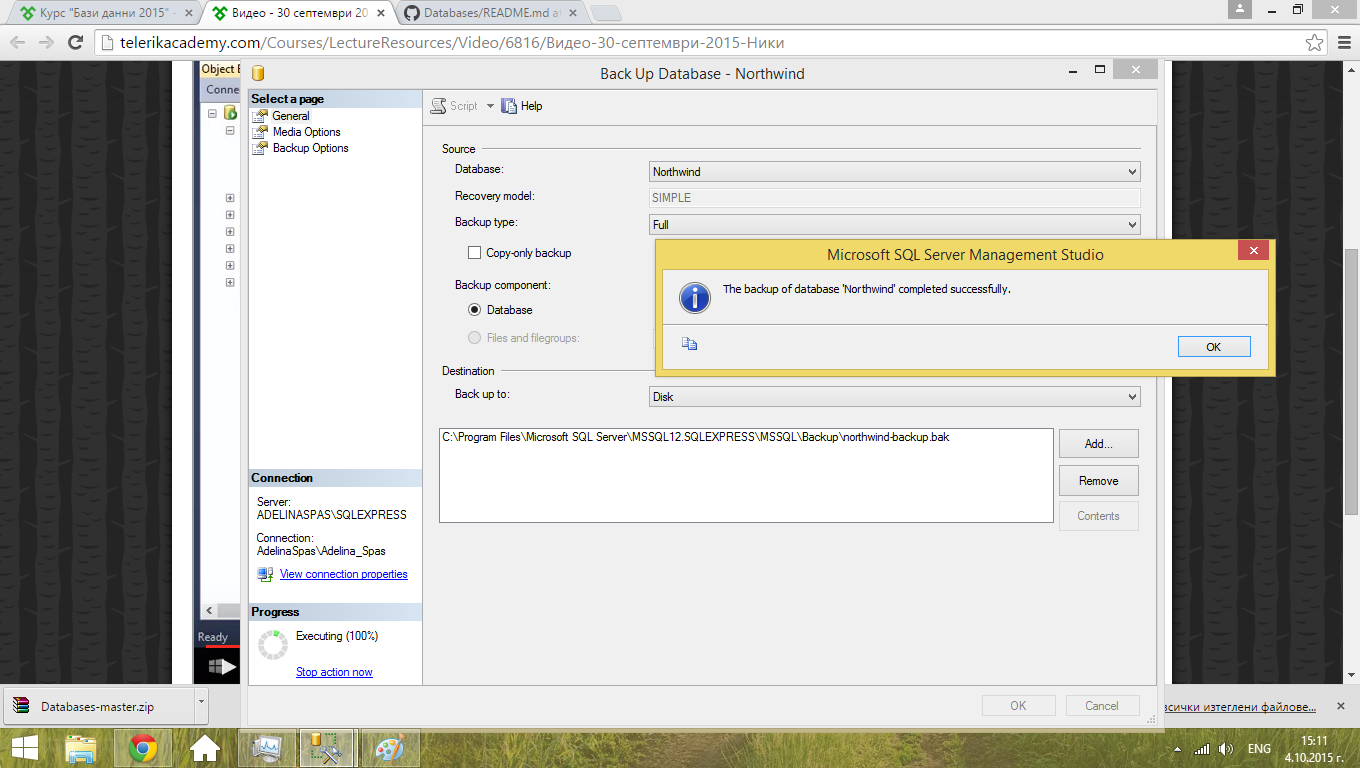 Курс "Бази данни 2015" -
Видео - 30 септември 20
Databases/README.md at
telerikacademy.com/Courses/LectureResources/Video/6816/Видео-30-септември-2015-Ники
Object E
Conne
Ready
Back Up Database - Northwind
Select a page
General
Media Options
Backup Options
Script
Help
Source
Database:
Northwind
Recovery model:
SIMPLE
Backup type:
Full
Copy-only backup
Backup component:
Database
Files and filegroups:
Microsoft SQL Server Management Studio
The backup of database 'Northwind' completed successfully.
OK
Destination
Back up to:
Disk
C:\Program Files\Microsoft SQL Server\MSSQL12.SQLEXPRESS\MSSQL\Backup\northwind-backup.bak
Add...
Remove
Contents
Connection
Server:
ADELINASPAS\SQLEXPRESS
Connection:
AdelinaSpas\Adelina_Spas
View connection properties
Progress
Executing (100%)
Stop action now
OK
Cancel
Databases-master.zip
всички изтеглени файлове...
ENG
15:11
4.10.2015 г.